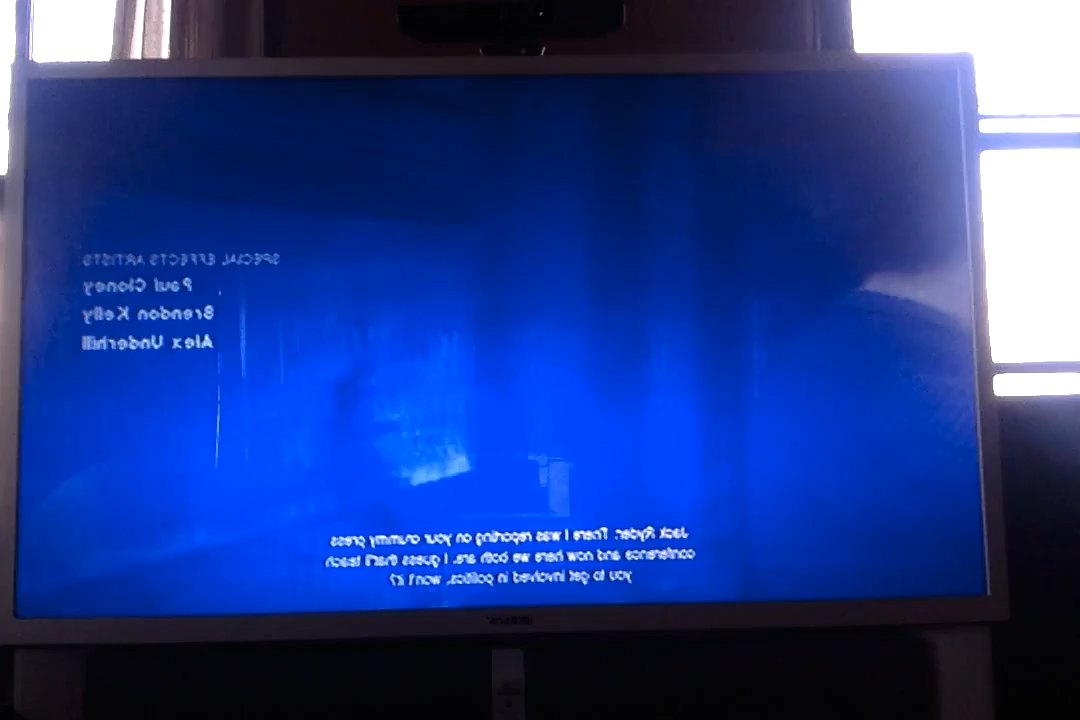 SPECIAL EFFECTS ARTISTS
Paul Cloney
Brendon Kelly
Alex Underhill
Jack Ryder: There I was reporting on your crummy press
conferences and now here we both are. I guess that'll teach
you to get involved in politics, won't it?